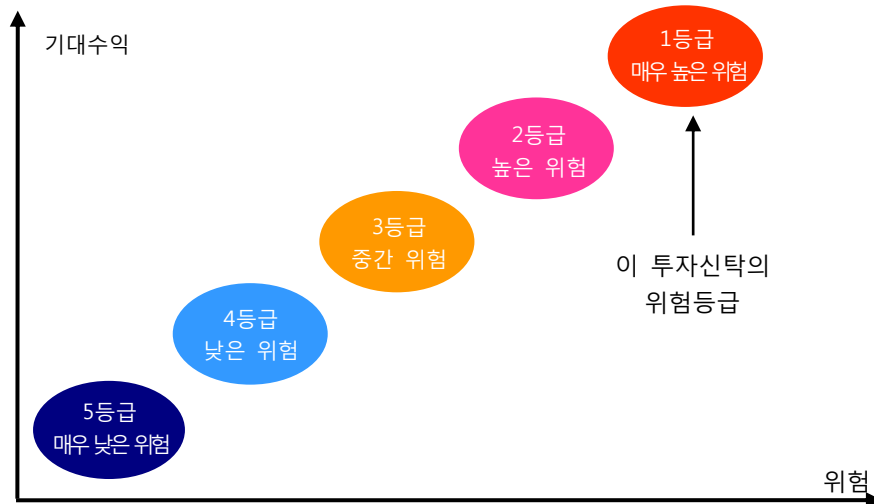 기대수익
1등급
매우 높은 위험
2등급
높은 위험
3등급
중간 위험
이 투자신탁의
위험등급
4등급
낮은 위험
5등급
매우 낮은 위험
위험